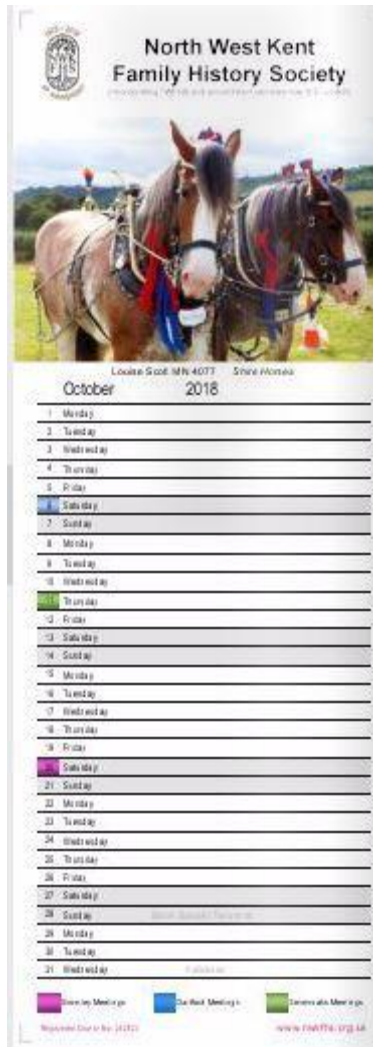 North West Kent
Family History Society
Louise Scott MN 4077 Shire Horses
October 2018
1 Monday
2 Tuesday
3 Wednesday
4 Thursday
5 Friday
6 Saturday
7 Sunday
8 Monday
9 Tuesday
10 Wednesday
11 Thursday
12 Friday
13 Saturday
14 Sunday
15 Monday
16 Tuesday
17 Wednesday
18 Thursday
19 Friday
20 Saturday
21 Sunday
22 Monday
23 Tuesday
24 Wednesday
25 Thursday
26 Friday
27 Saturday
28 Sunday
29 Monday
30 Tuesday
31 Wednesday
Bromley Meetings Dartford Meetings Sevenoaks Meetings
www.nwkfhs.org.uk